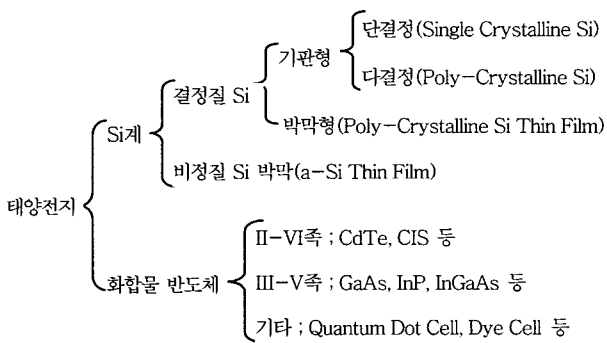 단결정(Single Crystalline Si)
기판형
다결정(Poly-Crystalline Si)
결정질 Si
박막형(Poly-Crystalline Si Thin Film)
Si계
비정질 Si 박막(a-Si Thin Film)
태양전지
II-VI족 ; CdTe, CIS 등
화합물 반도체
III-V족 ; GaAs, InP, InGaAs 등
기타 ; Quantum Dot Cell, Dye Cell 등